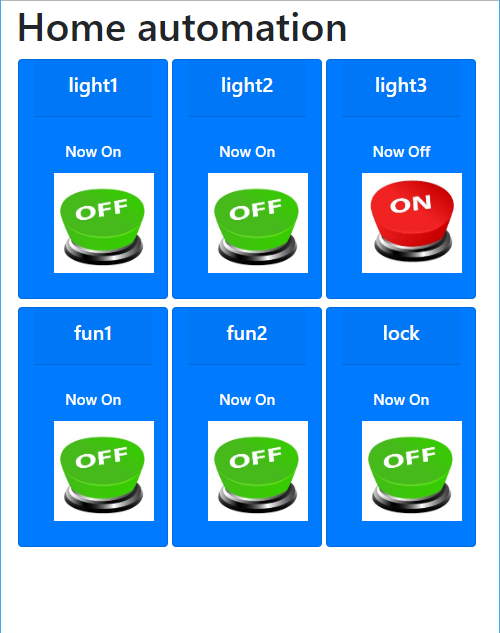 Home automation
light1 light2 light3
Now On Now On Now Off
OFF OFF ON
fun1 fun2 lock
Now On Now On Now On
OFF OFF OFF